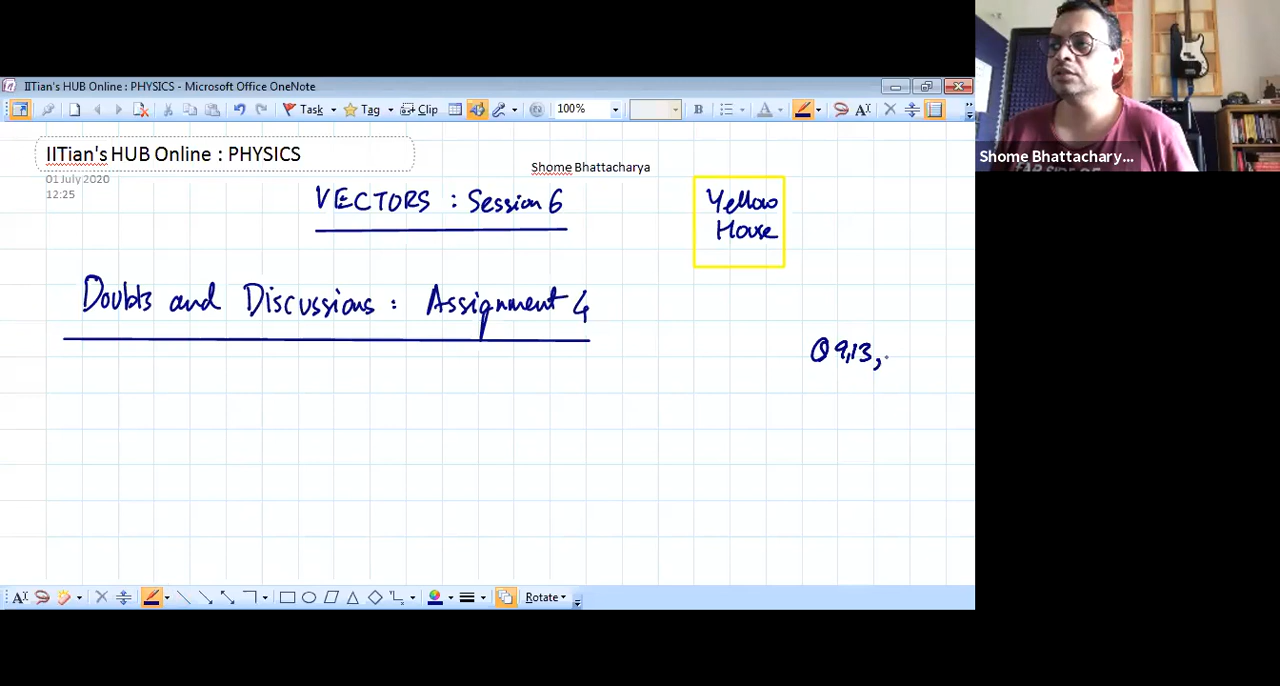 IITian's HUB Online : PHYSICS - Microsoft Office OneNote
Task Tag Clip 100% B
IITian's HUB Online : PHYSICS
Shome Bhattacharya
01 July 2020
12:25
VECTORS : Session 6
Yellow
House
Doubts and Discussions : Assignment 4
Q 9,13,
Shome Bhattachary...
Rotate